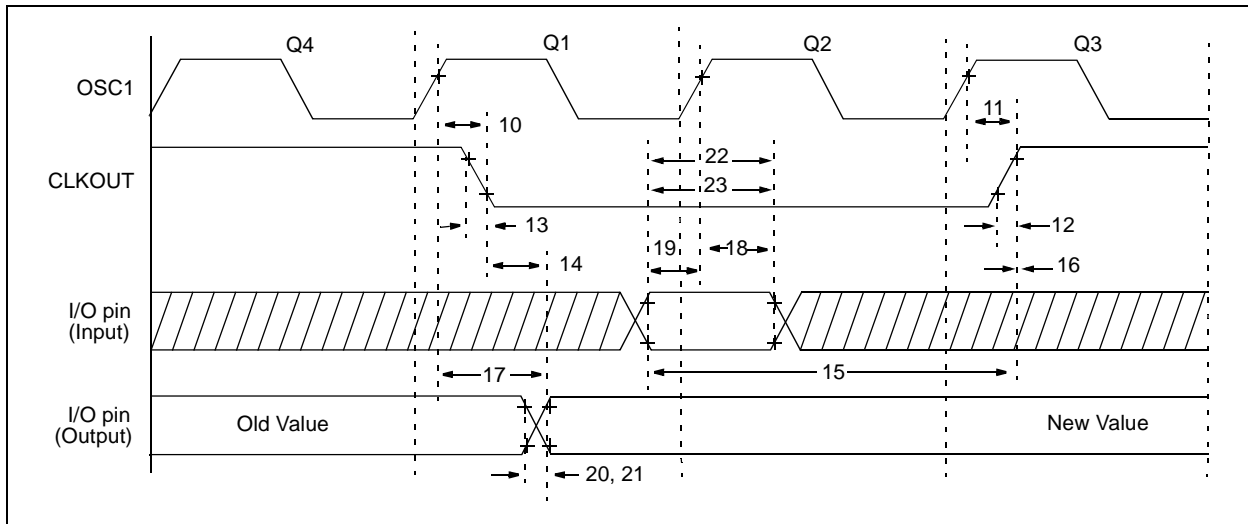 Q4 Q1 Q2 Q3
OSC1
10 11
22
CLKOUT
23
13 12
19 18
14 16
I/O pin
(Input)
17 15
I/O pin
(Output)
Old Value New Value
20, 21